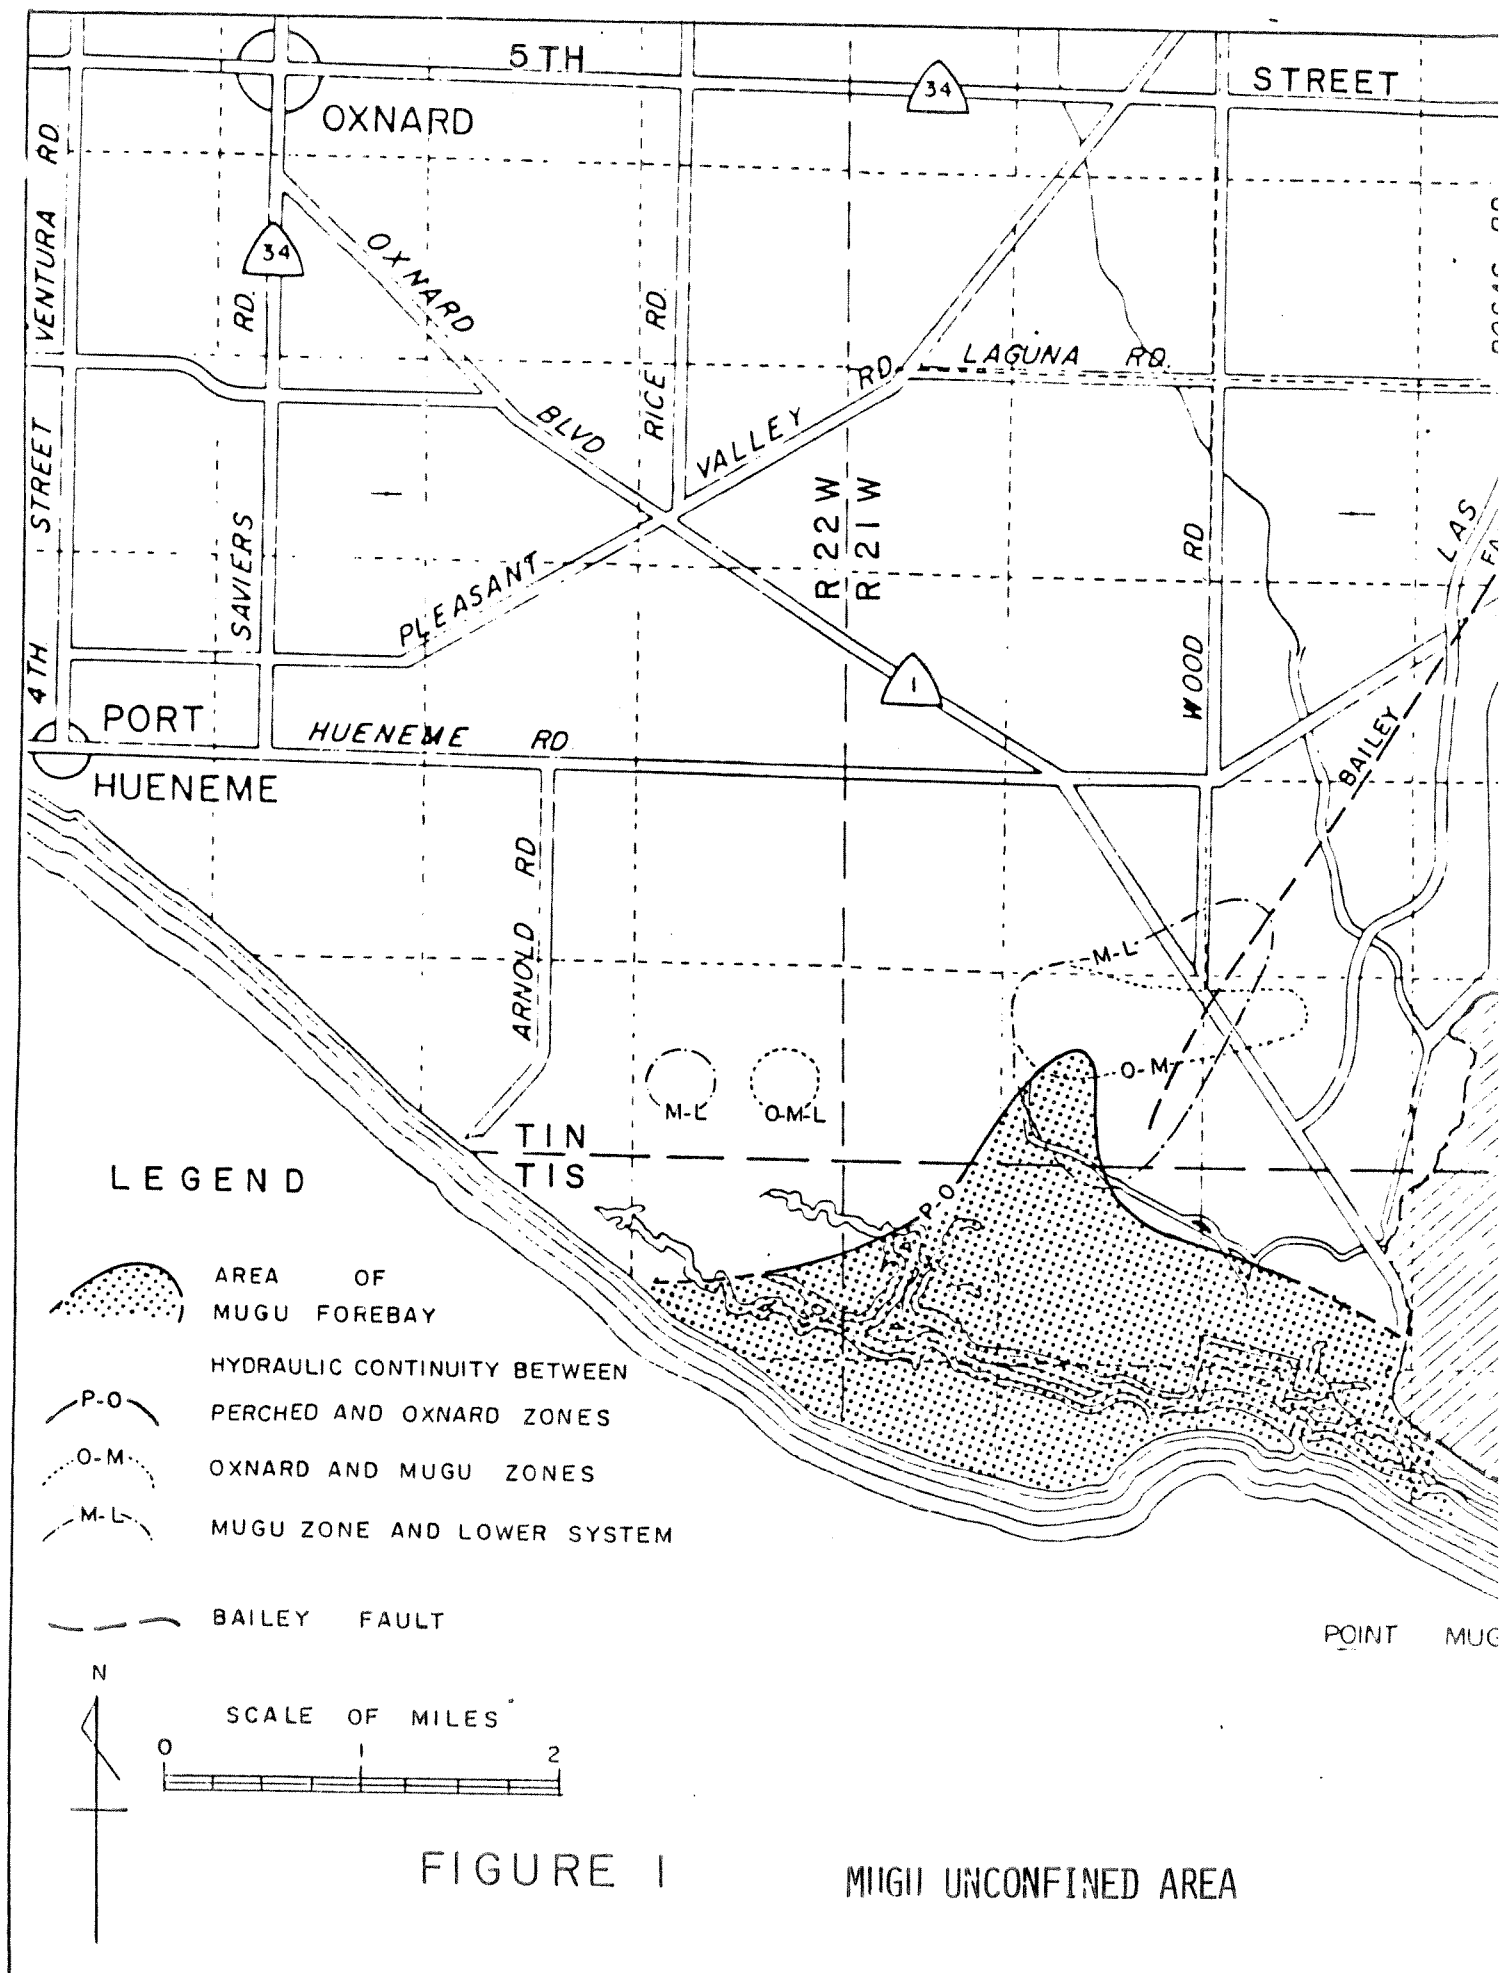 5TH STREET
34
OXNARD
VENTURA RD.
34
OXNARD BLVD
RD.
RICE RD.
LAGUNA RD.
PLEASANT VALLEY RD.
4TH STREET
SAVIERS
R 22 W
R 21 W
WOOD RD
LAS
1
BAILEY
PORT
HUENEME
HUENEME RD
ARNOLD RD
M-L
O-M
M-L
O-M-L
T1N
T1S
P-O
LEGEND
AREA OF
MUGU FOREBAY
HYDRAULIC CONTINUITY BETWEEN
P-O PERCHED AND OXNARD ZONES
O-M OXNARD AND MUGU ZONES
M-L MUGU ZONE AND LOWER SYSTEM
BAILEY FAULT
POINT MUG
N
SCALE OF MILES
0 1 2
FIGURE 1
MUGU UNCONFINED AREA